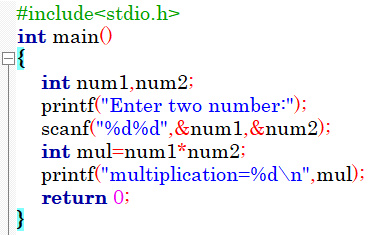 #include<stdio.h>
int main()
{
int num1,num2;
printf("Enter two number:");
scanf("%d%d",&num1,&num2);
int mul=num1*num2;
printf("multiplication=%d\n",mul);
return 0;
}